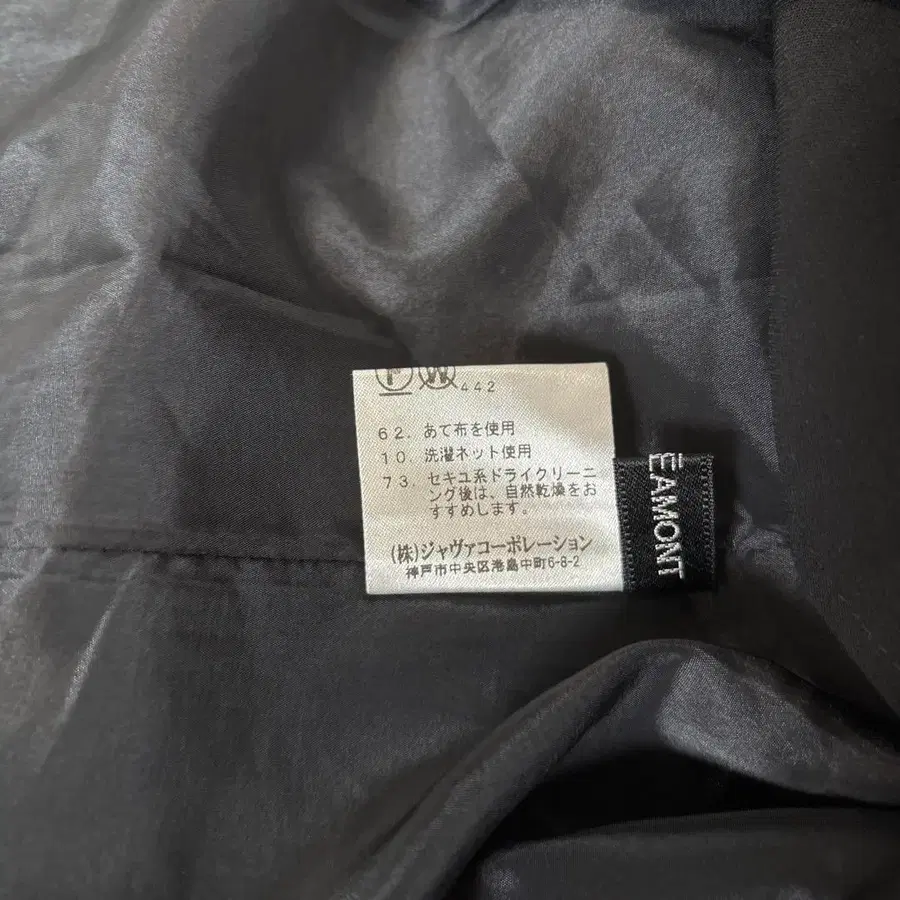 F W 442
62. あて布を使用
10. 洗濯ネット使用
73. セキユ系ドライクリーニ
ング後は、自然乾燥をお
すすめします。
(株)ジャヴァコーポレーション
神戸市中央区港島中町6-8-2
ĒAMONT